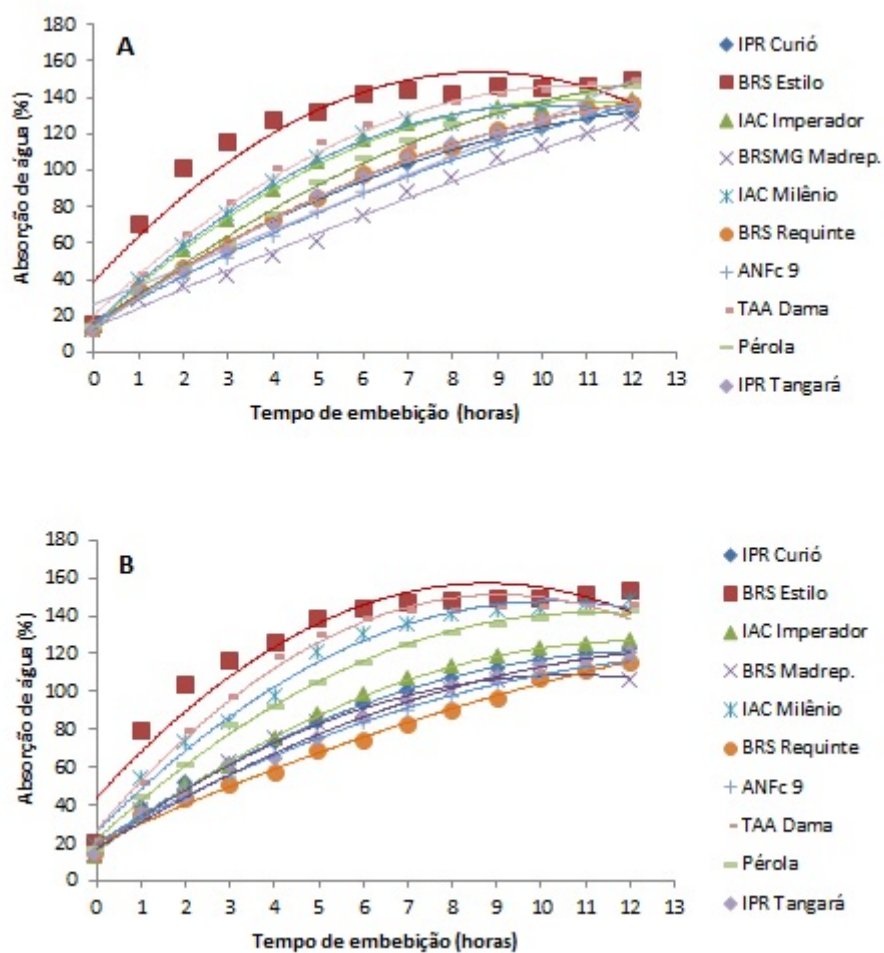 A
Absorção de água (%)
180
160
140
120
100
80
60
40
20
0
0 1 2 3 4 5 6 7 8 9 10 11 12 13
Tempo de embebição (horas)
IPR Curió
BRS Estilo
IAC Imperador
BRSMG Madrep.
IAC Milênio
BRS Requinte
ANFc 9
TAA Dama
Pérola
IPR Tangará
B
Absorção de água (%)
180
160
140
120
100
80
60
40
20
0
0 1 2 3 4 5 6 7 8 9 10 11 12 13
Tempo de embebição (horas)
IPR Curió
BRS Estilo
IAC Imperador
BRS Madrep.
IAC Milênio
BRS Requinte
ANFc 9
TAA Dama
Pérola
IPR Tangará